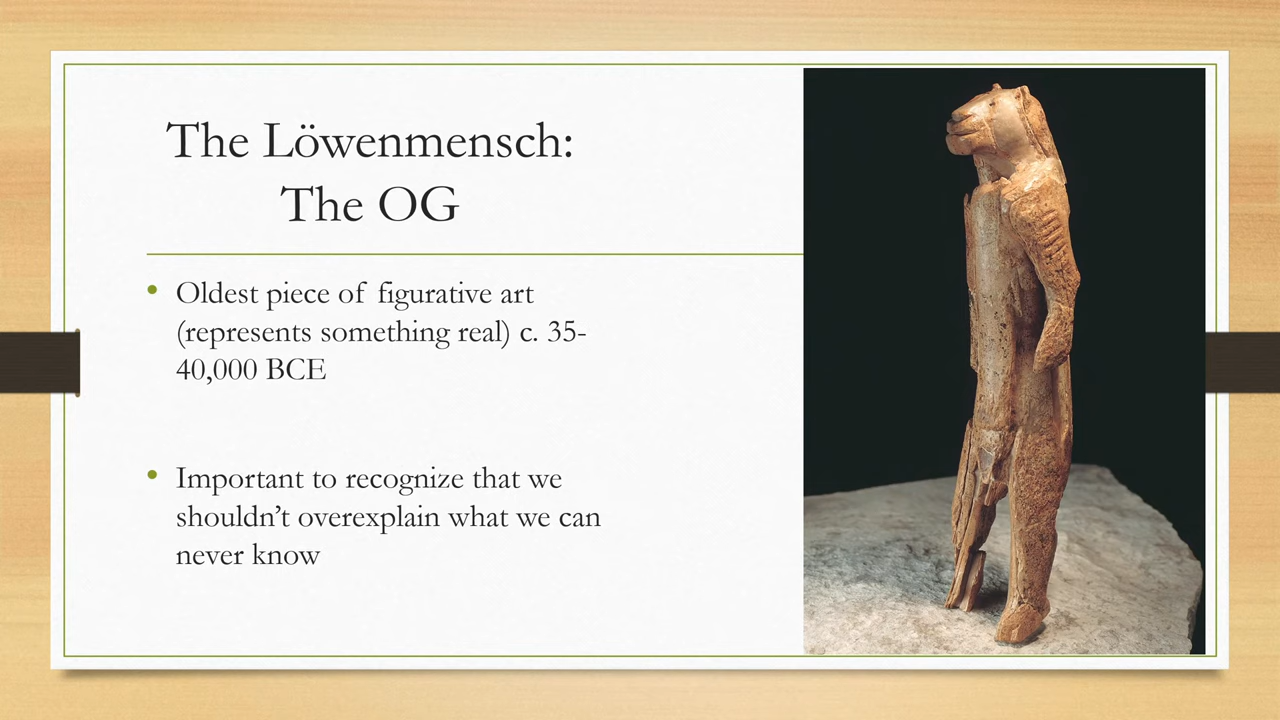 The Löwenmensch:
The OG
• Oldest piece of figurative art
(represents something real) c. 35-
40,000 BCE
• Important to recognize that we
shouldn’t overexplain what we can
never know